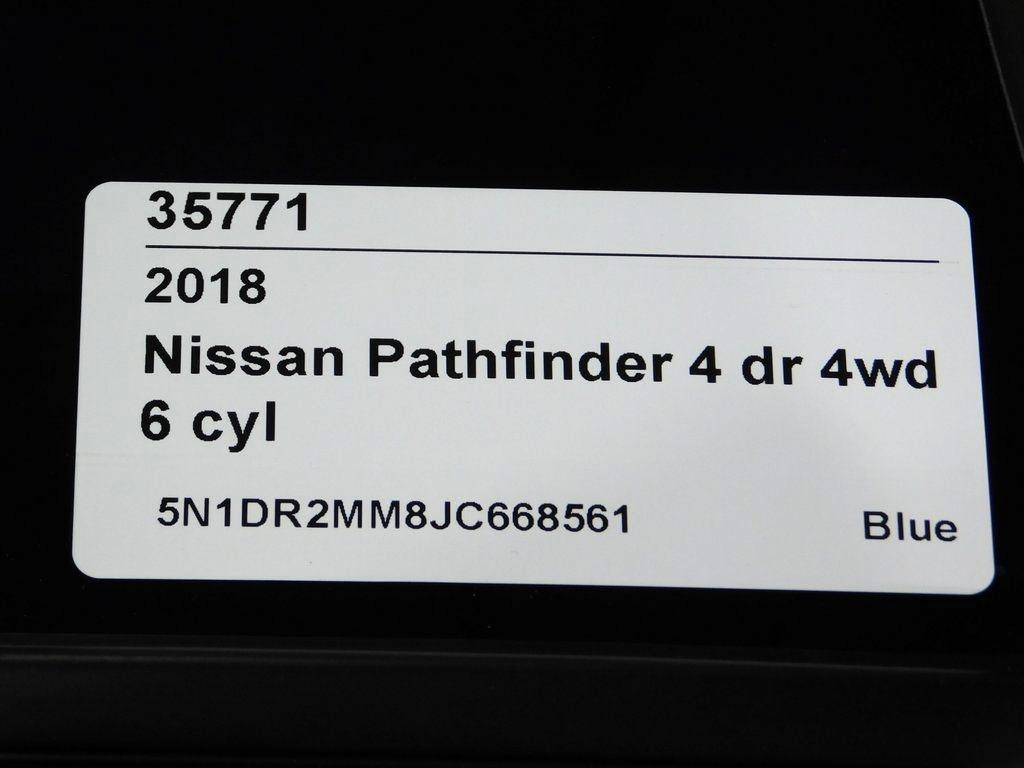 35771
2018
Nissan Pathfinder 4 dr 4wd
6 cyl
5N1DR2MM8JC668561 Blue